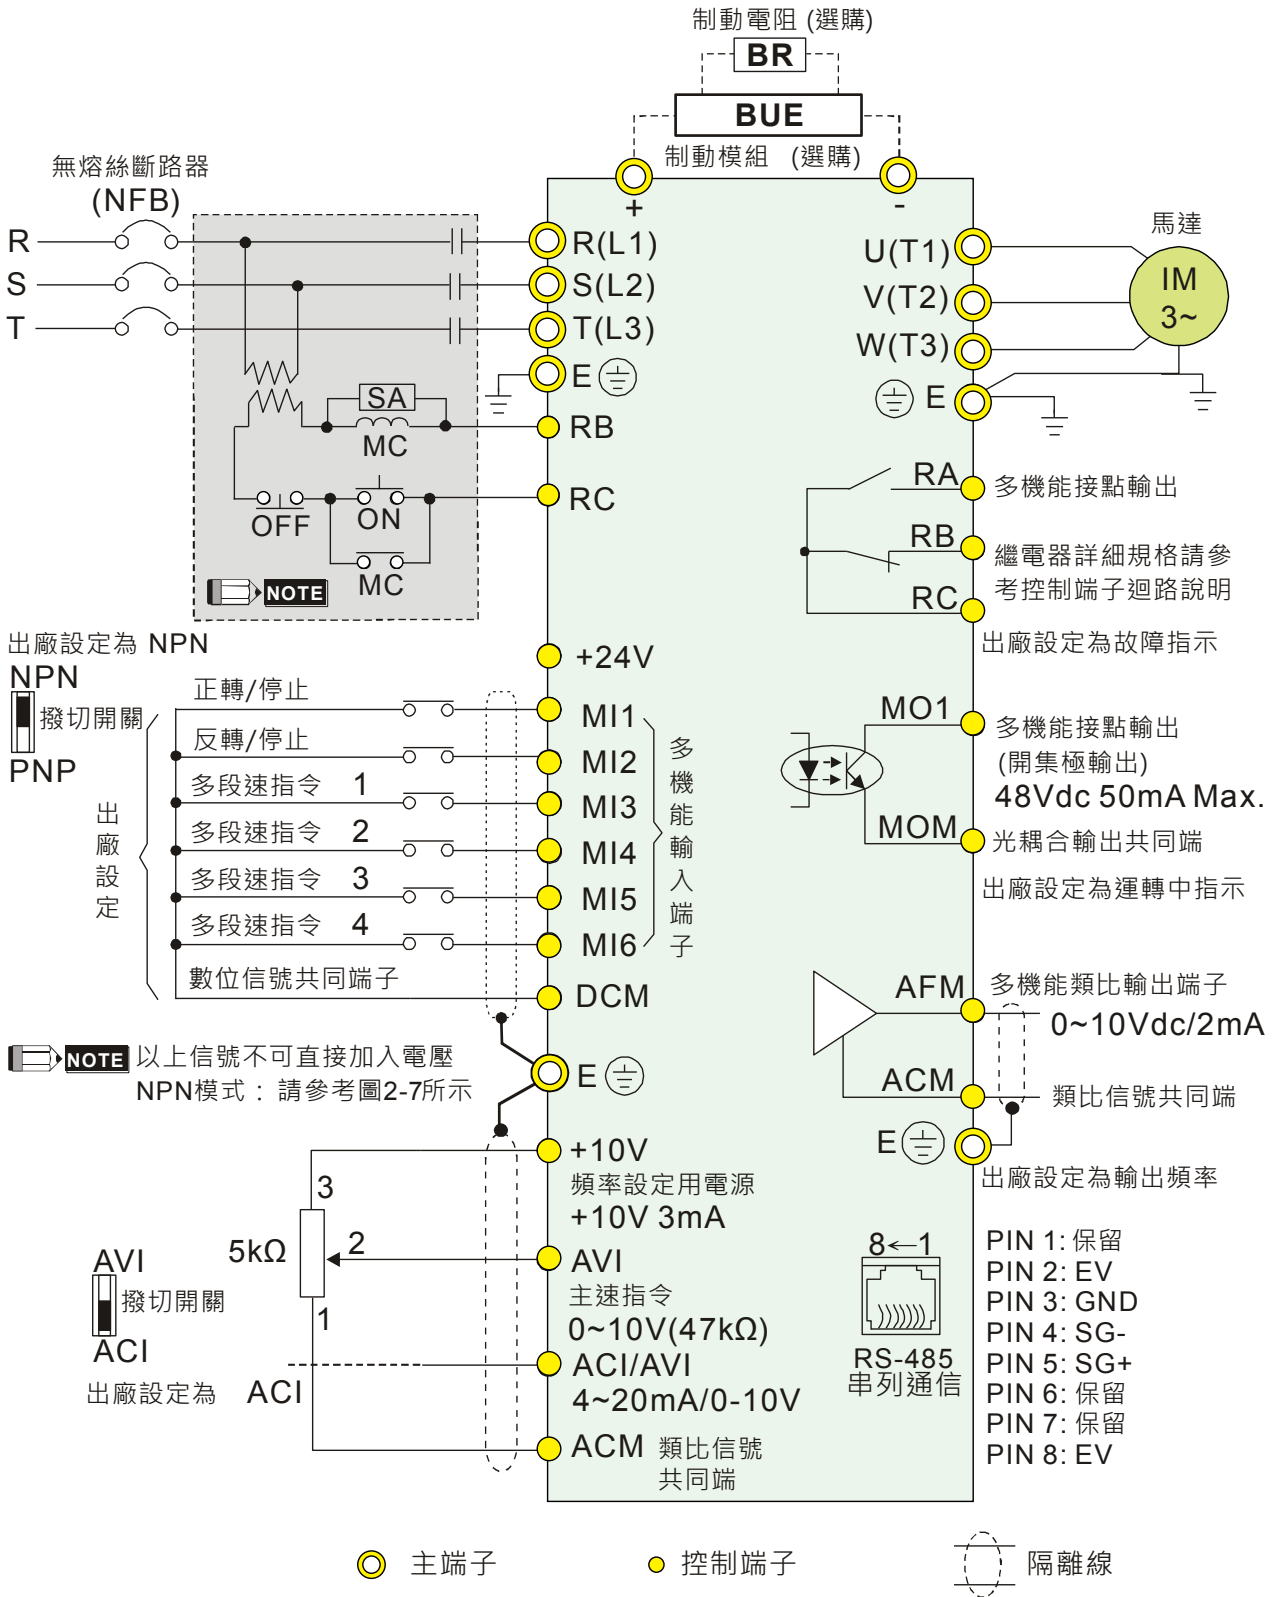 制動電阻 (選購)
BR
BUE
制動模組 (選購)
+
-
無熔絲斷路器
(NFB)
R
S
T
R(L1)
S(L2)
T(L3)
E
SA
MC
RB
OFF
ON
RC
MC
NOTE
U(T1)
V(T2)
W(T3)
E
馬達
IM
3~
RA
多機能接點輸出
RB
繼電器詳細規格請參
考控制端子迴路說明
RC
出廠設定為故障指示
出廠設定為 NPN
NPN
撥切開關
PNP
出廠設定
+24V
正轉/停止
MI1
反轉/停止
MI2
多段速指令 1
MI3
多段速指令 2
MI4
多段速指令 3
MI5
多段速指令 4
MI6
多機能輸入端子
數位信號共同端子
DCM
MO1
多機能接點輸出
(開集極輸出)
48Vdc 50mA Max.
MOM
光耦合輸出共同端
出廠設定為運轉中指示
NOTE 以上信號不可直接加入電壓
NPN模式：請參考圖2-7所示
E
AFM
多機能類比輸出端子
0~10Vdc/2mA
ACM
類比信號共同端
E
出廠設定為輸出頻率
+10V
頻率設定用電源
+10V 3mA
3
5kΩ
2
1
AVI
主速指令
0~10V(47kΩ)
AVI
撥切開關
ACI
出廠設定為 ACI
ACI/AVI
4~20mA/0-10V
ACM 類比信號
共同端
8←1
RS-485
串列通信
PIN 1: 保留
PIN 2: EV
PIN 3: GND
PIN 4: SG-
PIN 5: SG+
PIN 6: 保留
PIN 7: 保留
PIN 8: EV
主端子
控制端子
隔離線